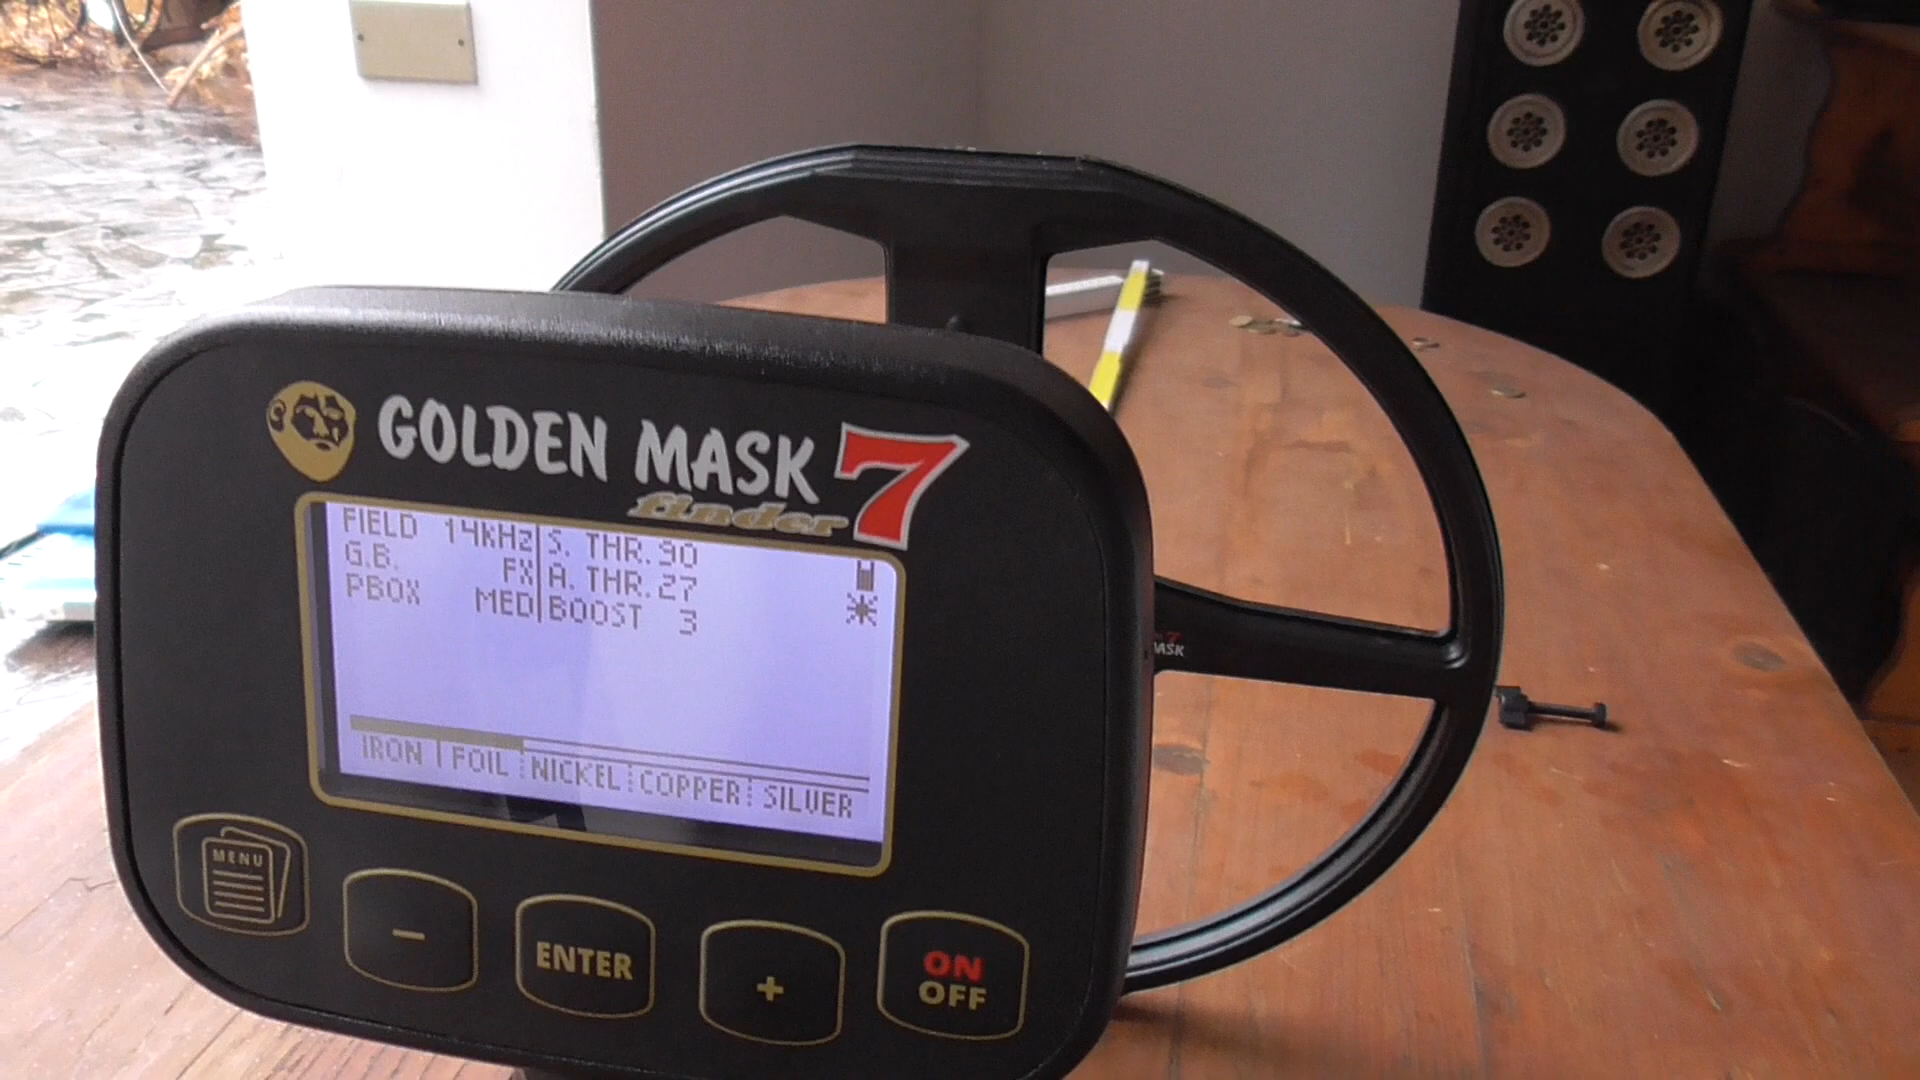 GOLDEN MASK 7
finder
FIELD 14kHz S. THR. 90
G.B. FX A. THR. 27
PBOX MED BOOST 3
IRON FOIL NICKEL COPPER SILVER
MENU
-
ENTER
+
ON
OFF
7
MASK